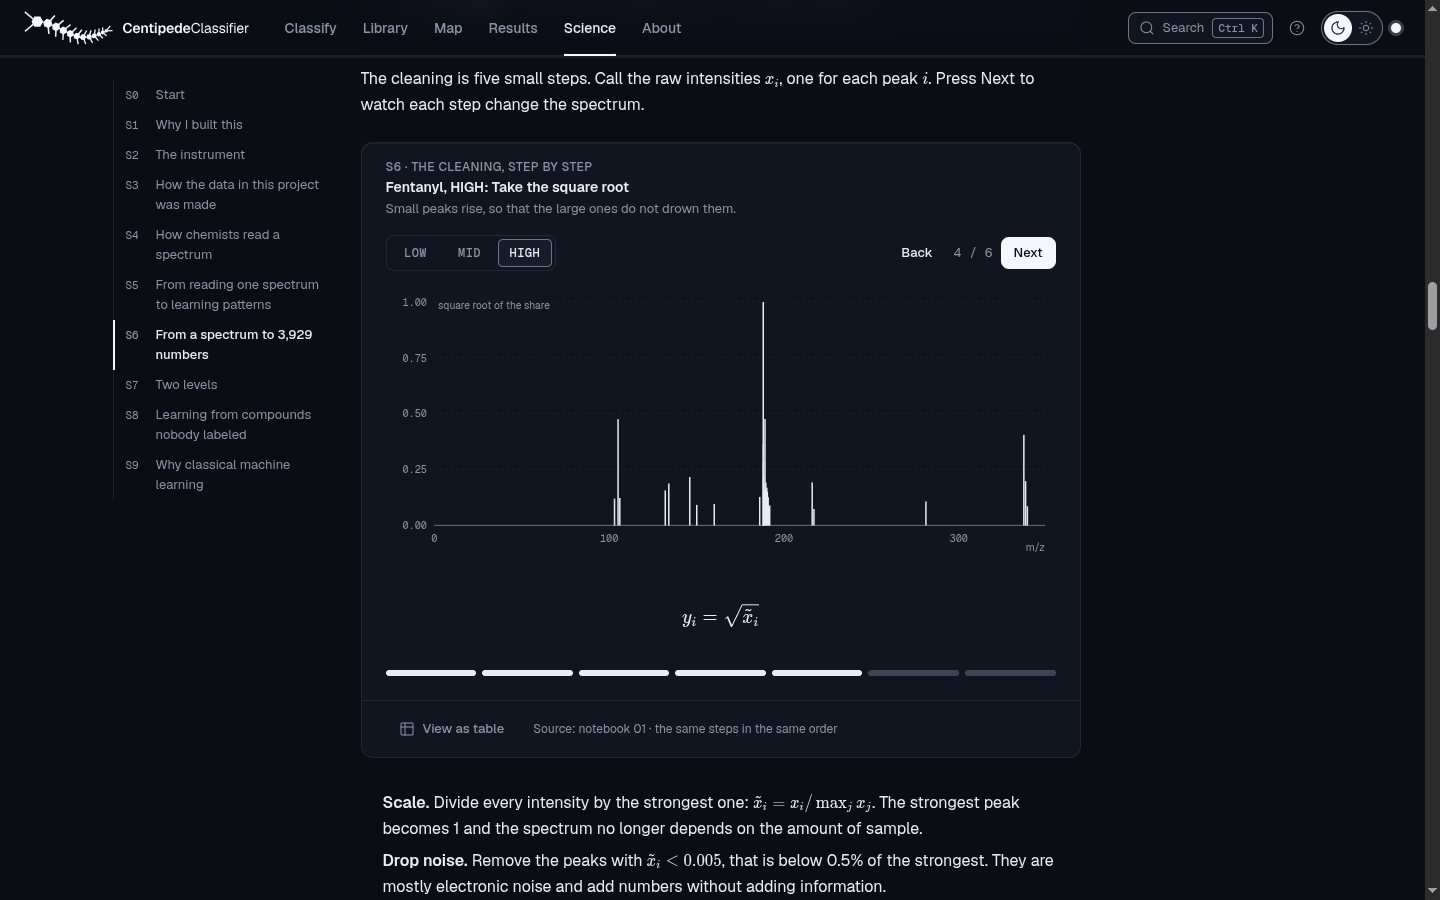 CentipedeClassifier
Classify
Library
Map
Results
Science
About
Search
Ctrl K
The cleaning is five small steps. Call the raw intensities xᵢ, one for each peak i. Press Next to
watch each step change the spectrum.
S0 Start
S1 Why I built this
S2 The instrument
S3 How the data in this project
was made
S4 How chemists read a
spectrum
S5 From reading one spectrum
to learning patterns
S6 From a spectrum to 3,929
numbers
S7 Two levels
S8 Learning from compounds
nobody labeled
S9 Why classical machine
learning
S6 · THE CLEANING, STEP BY STEP
Fentanyl, HIGH: Take the square root
Small peaks rise, so that the large ones do not drown them.
LOW MID HIGH
Back 4 / 6 Next
1.00 square root of the share
0.75
0.50
0.25
0.00
0 100 200 300
m/z
yᵢ = √x̃ᵢ
View as table
Source: notebook 01 · the same steps in the same order
Scale. Divide every intensity by the strongest one: x̃ᵢ = xᵢ/ maxⱼ xⱼ. The strongest peak
becomes 1 and the spectrum no longer depends on the amount of sample.
Drop noise. Remove the peaks with x̃ᵢ < 0.005, that is below 0.5% of the strongest. They are
mostly electronic noise and add numbers without adding information.